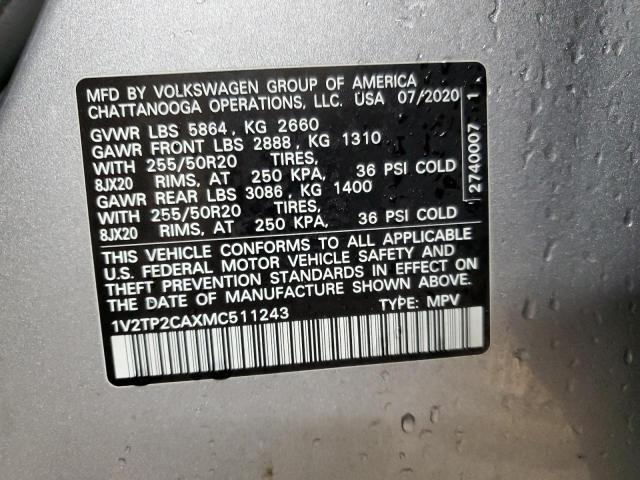 MFD BY VOLKSWAGEN GROUP OF AMERICA
CHATTANOOGA OPERATIONS, LLC. USA 07/2020
GVWR LBS 5864, KG 2660
GAWR FRONT LBS 2888, KG 1310
WITH 255/50R20 TIRES,
8JX20 RIMS, AT 250 KPA, 36 PSI COLD
GAWR REAR LBS 3086, KG 1400
WITH 255/50R20 TIRES,
8JX20 RIMS, AT 250 KPA, 36 PSI COLD
THIS VEHICLE CONFORMS TO ALL APPLICABLE
U.S. FEDERAL MOTOR VEHICLE SAFETY AND
THEFT PREVENTION STANDARDS IN EFFECT ON
DATE OF MANUFACTURE SHOWN ABOVE.
1V2TP2CAXMC511243 TYPE: MPV
2740007 1